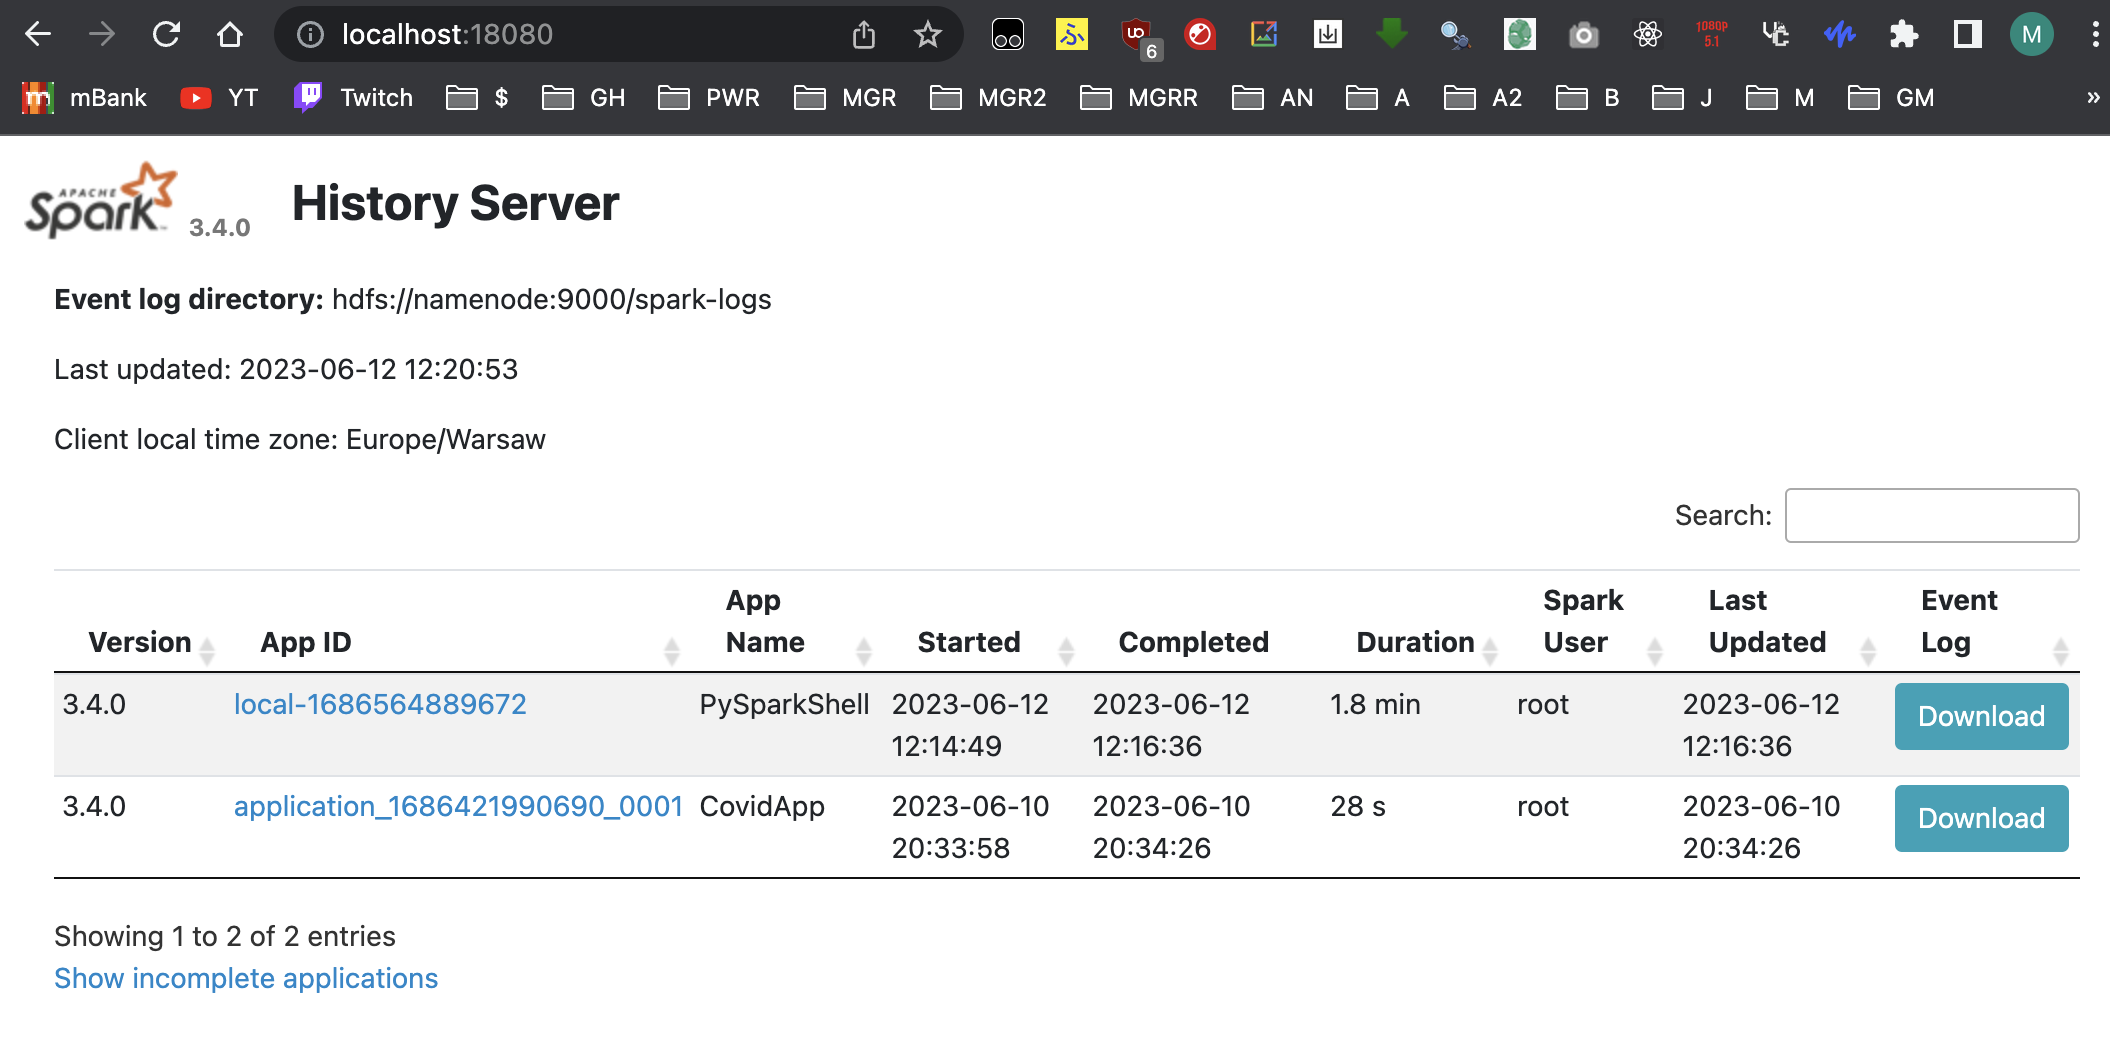 localhost:18080
6
1080P
5.1
M
mBank YT Twitch $ GH PWR MGR MGR2 MGRR AN A A2 B J M GM »
APACHE
Spark™ 3.4.0 History Server
Event log directory: hdfs://namenode:9000/spark-logs
Last updated: 2023-06-12 12:20:53
Client local time zone: Europe/Warsaw
Search:
Version App ID App Name Started Completed Duration Spark User Last Updated Event Log
3.4.0 local-1686564889672 PySparkShell 2023-06-12 12:14:49 2023-06-12 12:16:36 1.8 min root 2023-06-12 12:16:36 Download
3.4.0 application_1686421990690_0001 CovidApp 2023-06-10 20:33:58 2023-06-10 20:34:26 28 s root 2023-06-10 20:34:26 Download
Showing 1 to 2 of 2 entries
Show incomplete applications